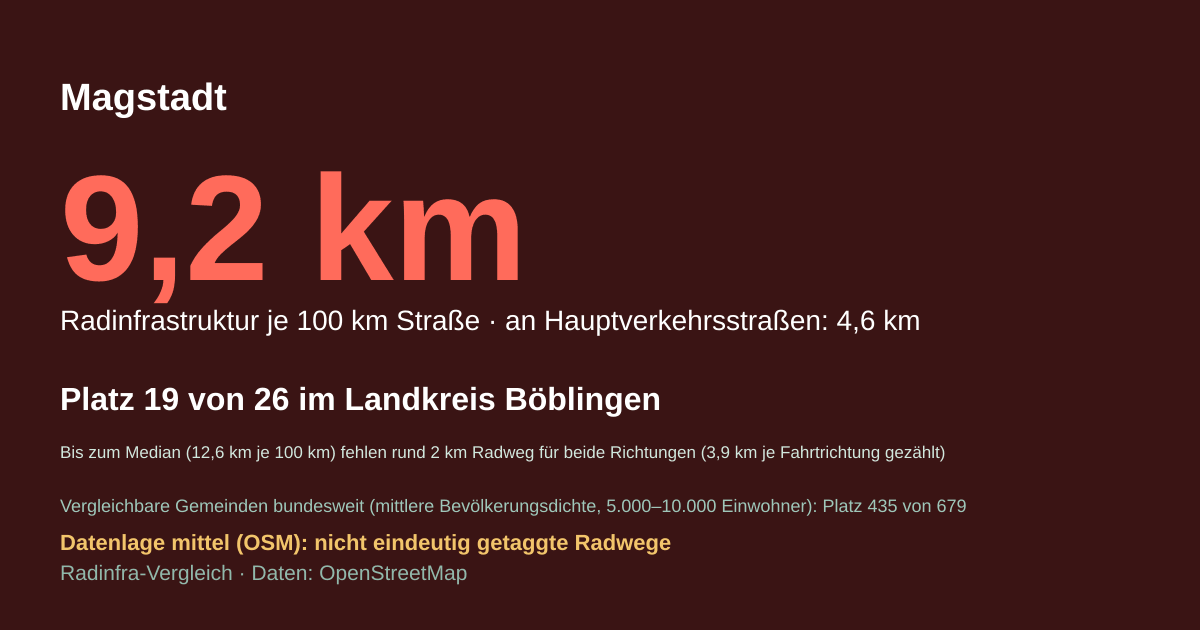 Magstadt
9,2 km
Radinfrastruktur je 100 km Straße · an Hauptverkehrsstraßen: 4,6 km
Platz 19 von 26 im Landkreis Böblingen
Bis zum Median (12,6 km je 100 km) fehlen rund 2 km Radweg für beide Richtungen (3,9 km je Fahrtrichtung gezählt)
Vergleichbare Gemeinden bundesweit (mittlere Bevölkerungsdichte, 5.000–10.000 Einwohner): Platz 435 von 679
Datenlage mittel (OSM): nicht eindeutig getaggte Radwege
Radinfra-Vergleich · Daten: OpenStreetMap